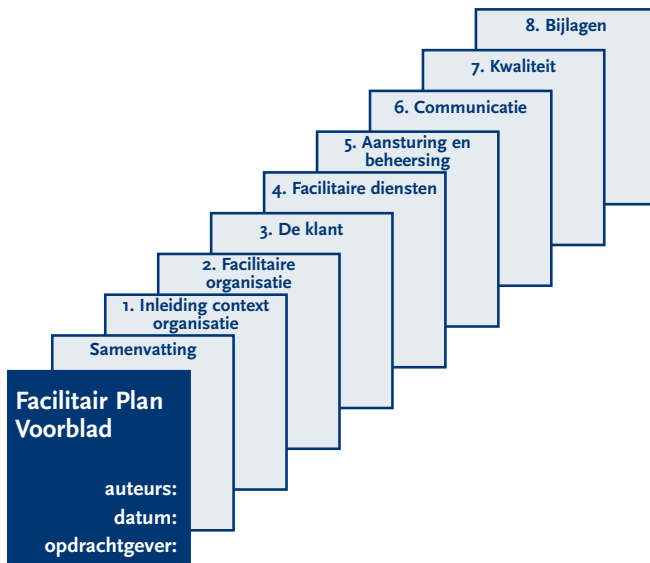 8. Bijlagen
7. Kwaliteit
6. Communicatie
5. Aansturing en
beheersing
4. Facilitaire diensten
3. De klant
2. Facilitaire
organisatie
1. Inleiding context
organisatie
Samenvatting
Facilitair Plan
Voorblad
auteurs:
datum:
opdrachtgever: